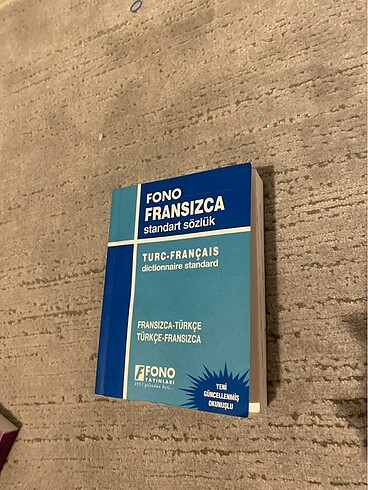 FONO
FRANSIZCA
standart sözlük
TURC-FRANÇAIS
dictionnaire standard
FRANSIZCA-TÜRKÇE
TÜRKÇE-FRANSIZCA
FONO
YAYINLARI
YENİ
GÜNCELLENMİŞ
OKUNUŞLU